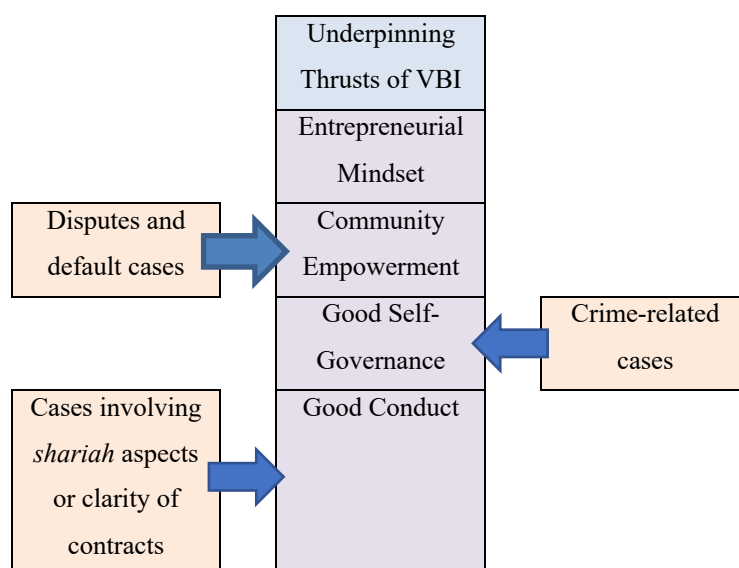 Underpinning
Thrusts of VBI
Entrepreneurial
Mindset
Disputes and
default cases
Community
Empowerment
Good Self-
Governance
Crime-related
cases
Cases involving
shariah aspects
or clarity of
contracts
Good Conduct